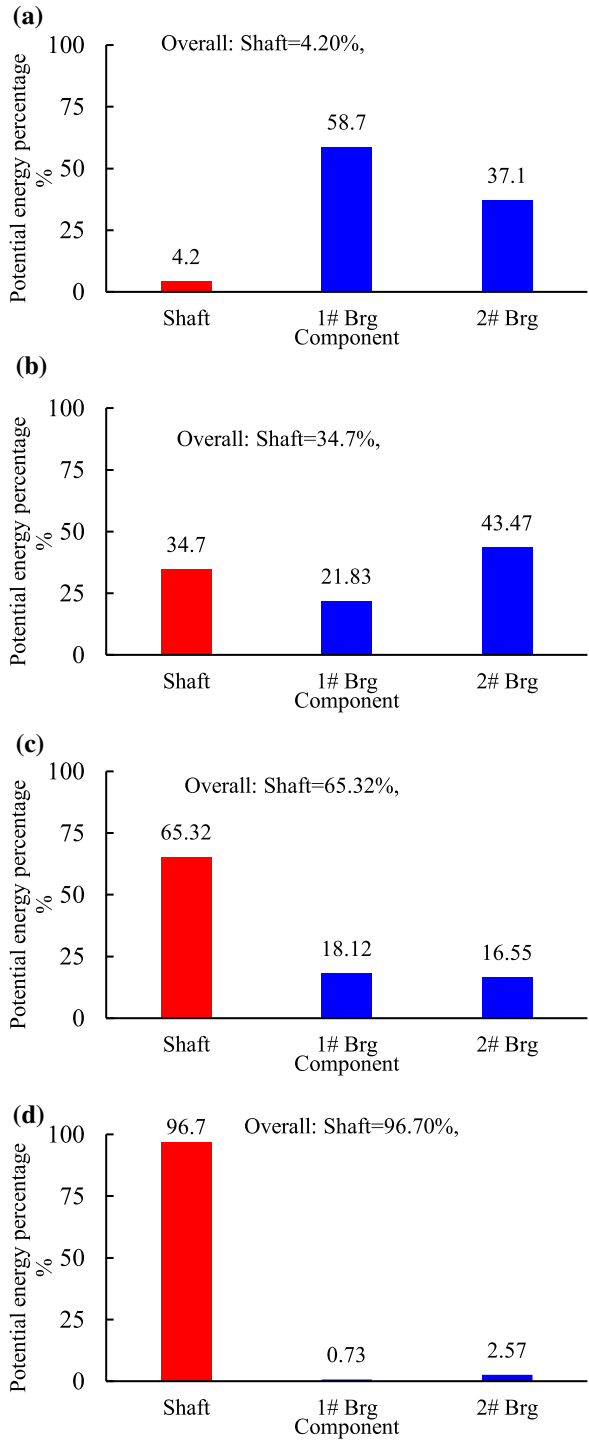 (a)
Overall: Shaft=4.20%,
Potential energy percentage
%
100
75
50
25
0
4.2
58.7
37.1
Shaft
1# Brg
2# Brg
Component
(b)
Overall: Shaft=34.7%,
Potential energy percentage
%
100
75
50
25
0
34.7
21.83
43.47
Shaft
1# Brg
2# Brg
Component
(c)
Overall: Shaft=65.32%,
Potential energy percentage
%
100
75
50
25
0
65.32
18.12
16.55
Shaft
1# Brg
2# Brg
Component
(d)
Overall: Shaft=96.70%,
Potential energy percentage
%
100
75
50
25
0
96.7
0.73
2.57
Shaft
1# Brg
2# Brg
Component